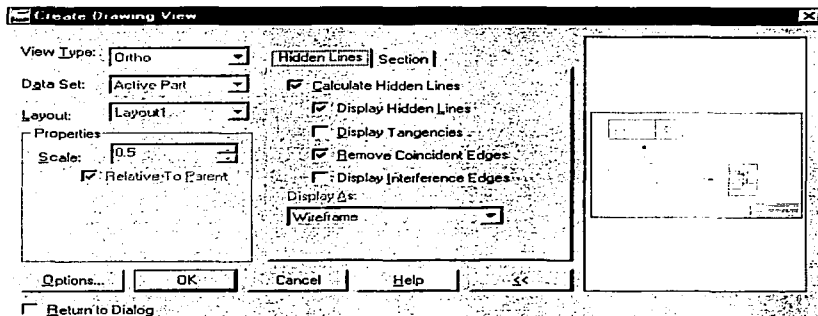 Create Drawing View
View Type: Ortho
Data Set: Active Part
Layout: Layout1
Properties
Scale: 0.5
Relative To Parent
Hidden Lines Section
Calculate Hidden Lines
Display Hidden Lines
Display Tangencies
Remove Coincident Edges
Display Interference Edges
Display As:
Wireframe
Options... OK Cancel Help <<
Return to Dialog